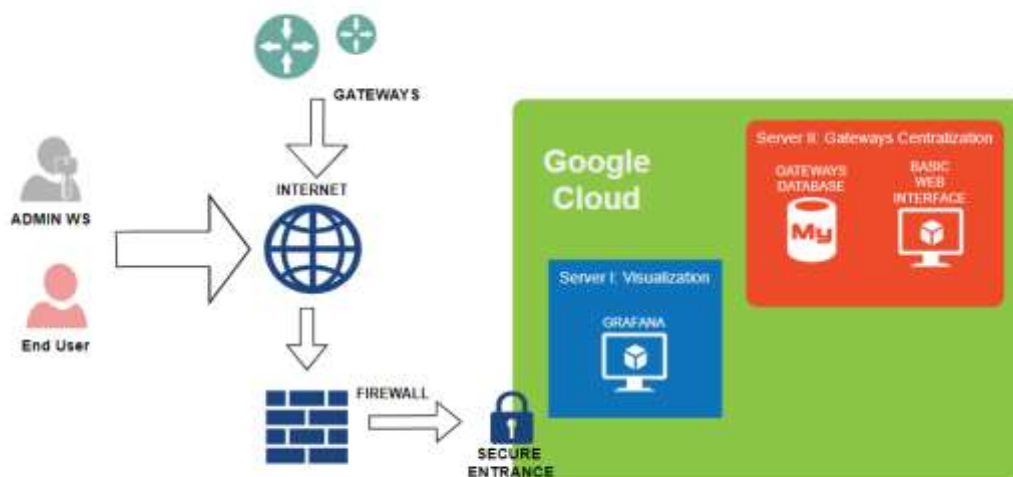 GATEWAYS
INTERNET
ADMIN WS
End User
FIREWALL
SECURE
ENTRANCE
Google
Cloud
Server I: Visualization
GRAFANA
Server II: Gateways Centralization
GATEWAYS
DATABASE
My
BASIC
WEB
INTERFACE